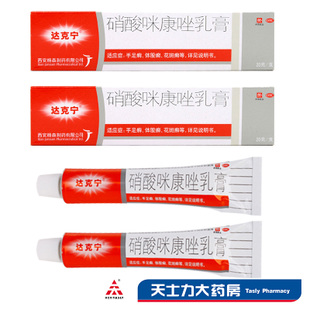 达克宁
硝酸咪康唑乳膏
适应症：手足癣、体股癣、花斑癣等，详见说明书。
西安杨森制药有限公司
达克宁
硝酸咪康唑乳膏
适应症：手足癣、体股癣、花斑癣等，详见说明书。
西安杨森制药有限公司
达克宁
硝酸咪康唑乳膏
达克宁
硝酸咪康唑乳膏
天士力大药房
Tasly Pharmacy